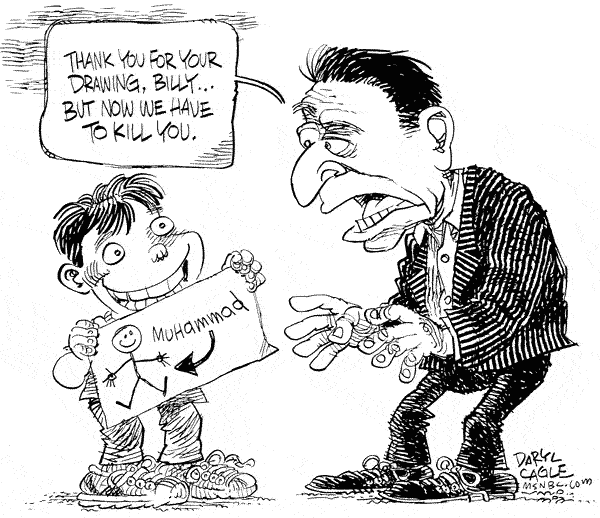 THANK YOU FOR YOUR
DRAWING, BILLY...
BUT NOW WE HAVE
TO KILL YOU.
MUHAMMAD
DARYL
CAGLE
MSNBC.COM